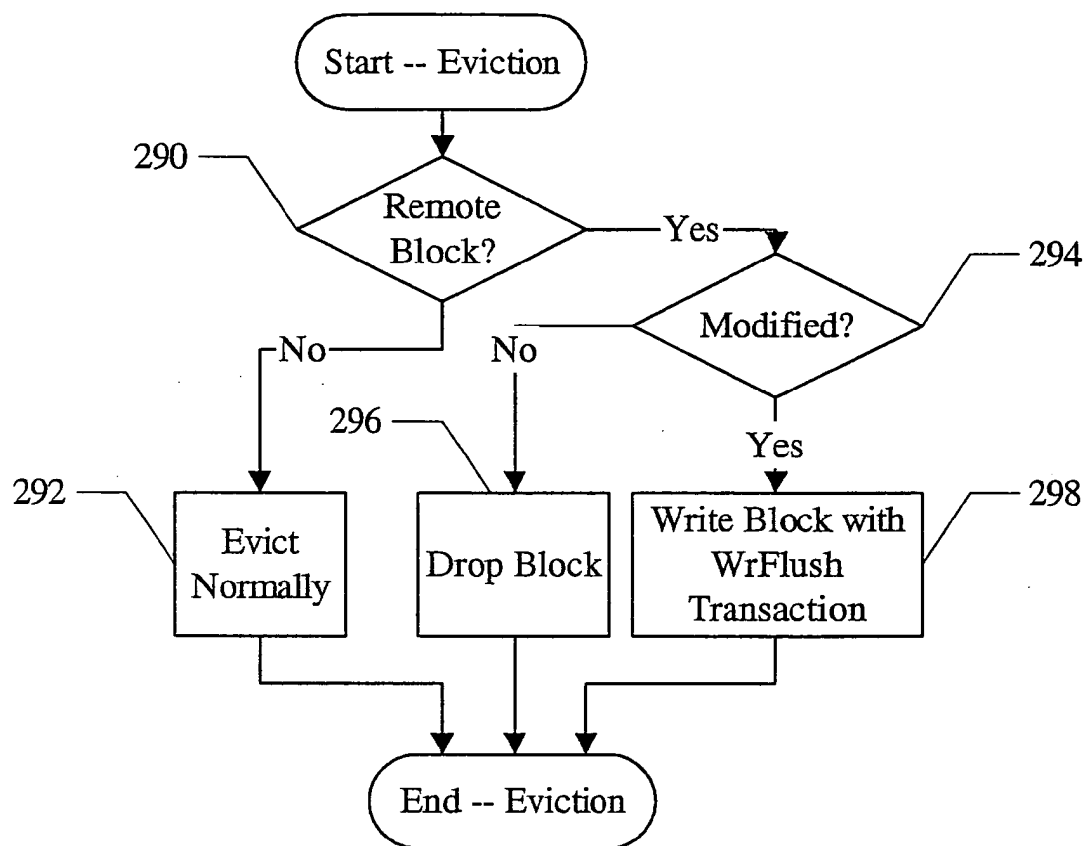 Start -- Eviction
290
Remote
Block?
Yes
294
Modified?
No
No
296
Yes
292
298
Evict
Normally
Drop Block
Write Block with
WrFlush
Transaction
End -- Eviction